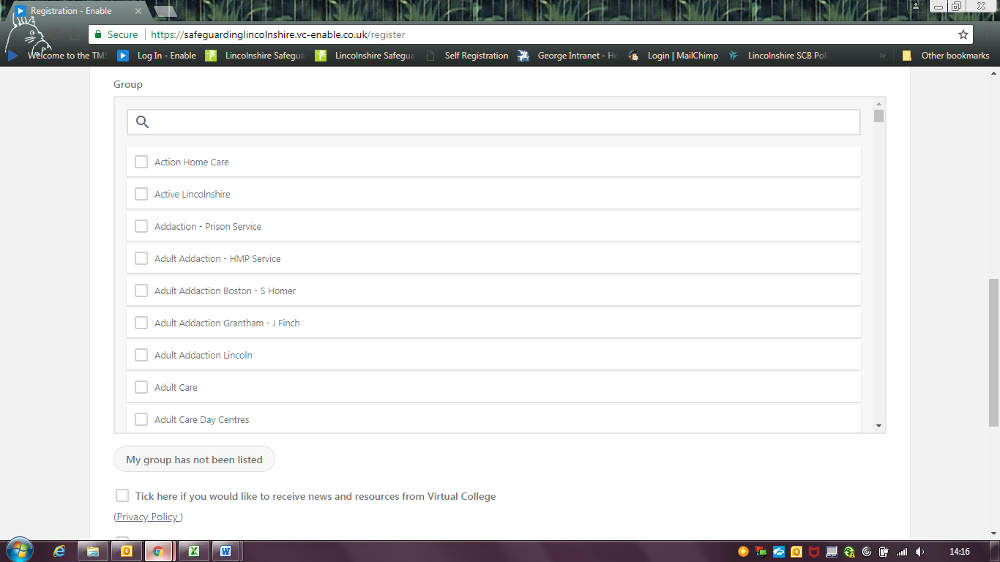 Registration - Enable
Secure https://safeguardinglincolnshire.vc-enable.co.uk/register
Welcome to the TMS
Log In - Enable
Lincolnshire Safegua
Lincolnshire Safegua
Self Registration
George Intranet - Ho
Login | MailChimp
Lincolnshire SCB Pol
»
Other bookmarks
Group
Action Home Care
Active Lincolnshire
Addaction - Prison Service
Adult Addaction - HMP Service
Adult Addaction Boston - S Homer
Adult Addaction Grantham - J Finch
Adult Addaction Lincoln
Adult Care
Adult Care Day Centres
My group has not been listed
Tick here if you would like to receive news and resources from Virtual College
(Privacy Policy )
14:16